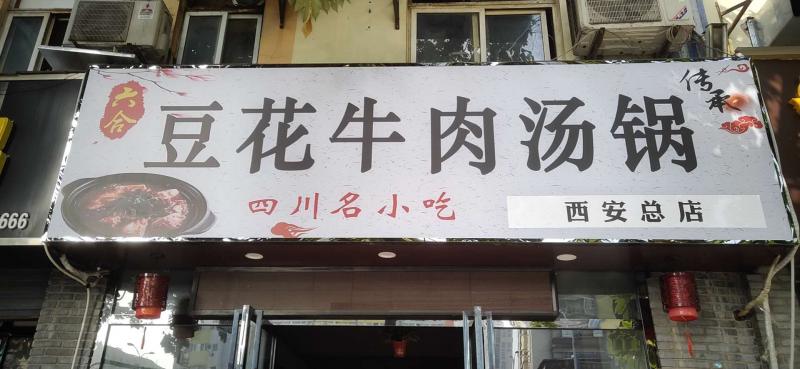 六合
豆花牛肉汤锅
传承
四川名小吃
西安总店
666